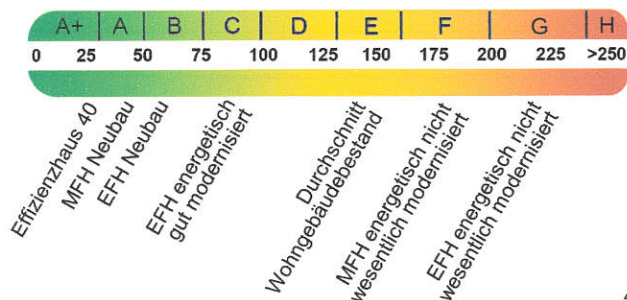 A+ A B C D E F G H
0 25 50 75 100 125 150 175 200 225 >250
Effizienzhaus 40
MFH Neubau
EFH Neubau
EFH energetisch
gut modernisiert
Durchschnitt
Wohngebäudebestand
MFH energetisch nicht
wesentlich modernisiert
EFH energetisch nicht
wesentlich modernisiert